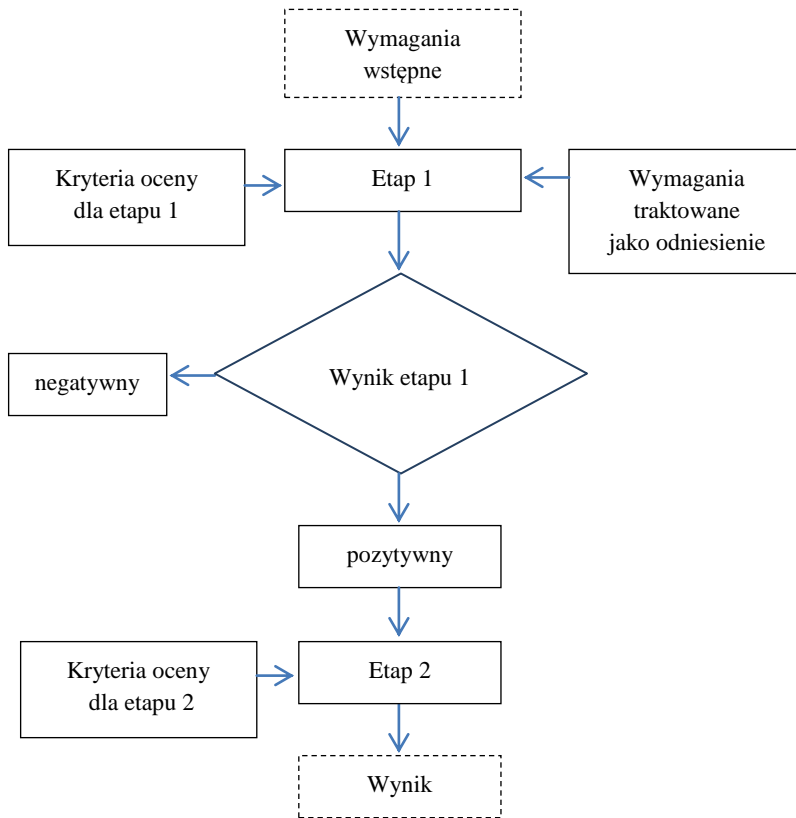 Wymagania
wstępne
Kryteria oceny
dla etapu 1
Etap 1
Wymagania
traktowane
jako odniesienie
negatywny
Wynik etapu 1
pozytywny
Kryteria oceny
dla etapu 2
Etap 2
Wynik